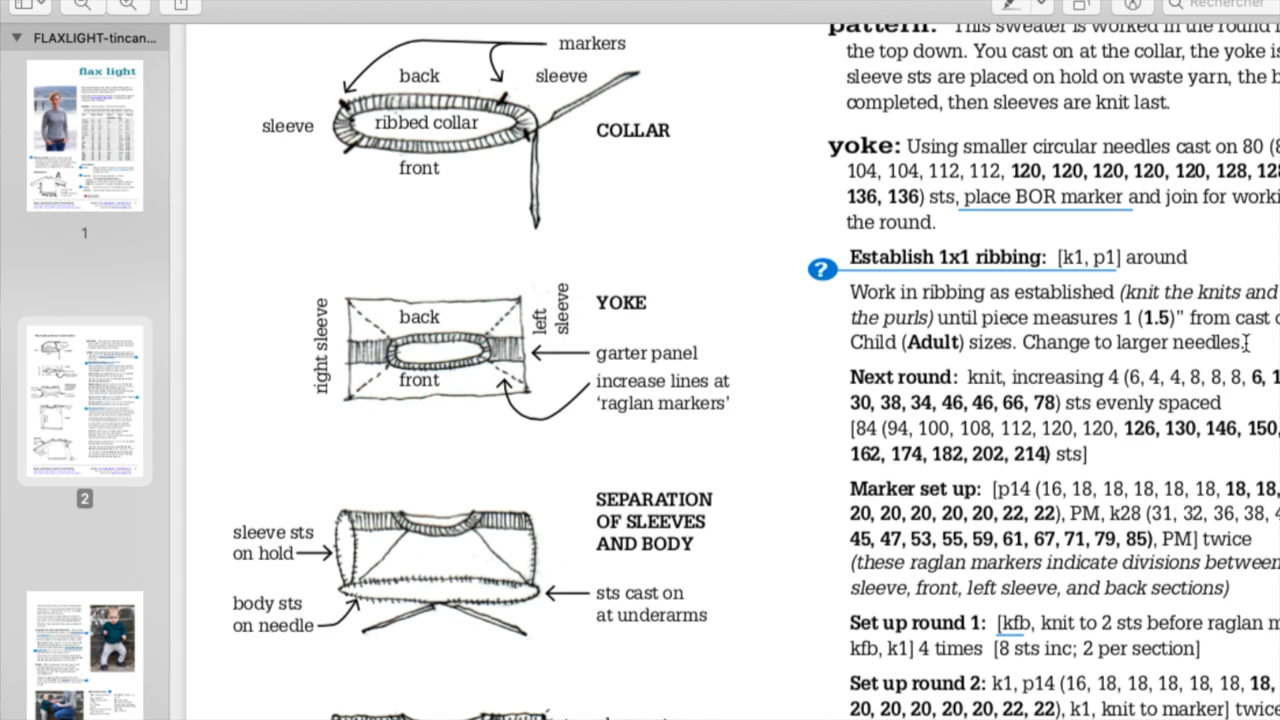 Rechercher
FLAXLIGHT-tincan...
flax light
1
2
markers
back
sleeve
sleeve
ribbed collar
COLLAR
front
right sleeve
back
left
sleeve
YOKE
garter panel
front
increase lines at
‘raglan markers’
SEPARATION
OF SLEEVES
AND BODY
sleeve sts
on hold
body sts
on needle
sts cast on
at underarms
pattern: This sweater is worked in the round
the top down. You cast on at the collar, the yoke is
sleeve sts are placed on hold on waste yarn, the
completed, then sleeves are knit last.
yoke: Using smaller circular needles cast on 80 (
104, 104, 112, 112, 120, 120, 120, 120, 120, 128,
136, 136) sts, place BOR marker and join for
the round.
Establish 1x1 ribbing: [k1, p1] around
Work in ribbing as established (knit the knits and
the purls) until piece measures 1 (1.5)" from cast
Child (Adult) sizes. Change to larger needles.
Next round: knit, increasing 4 (6, 4, 4, 8, 8, 8, 6,
30, 38, 34, 46, 46, 66, 78) sts evenly spaced
[84 (94, 100, 108, 112, 120, 120, 126, 130, 146, 150,
162, 174, 182, 202, 214) sts]
Marker set up: [p14 (16, 18, 18, 18, 18, 18, 18, 18,
20, 20, 20, 20, 20, 22, 22), PM, k28 (31, 32, 36, 38,
45, 47, 53, 55, 59, 61, 67, 71, 79, 85), PM] twice
(these raglan markers indicate divisions between
sleeve, front, left sleeve, and back sections)
Set up round 1: [kfb, knit to 2 sts before raglan
kfb, k1] 4 times [8 sts inc; 2 per section]
Set up round 2: k1, p14 (16, 18, 18, 18, 18, 18, 18,
20, 20, 20, 20, 20, 22, 22), k1, knit to marker] twice